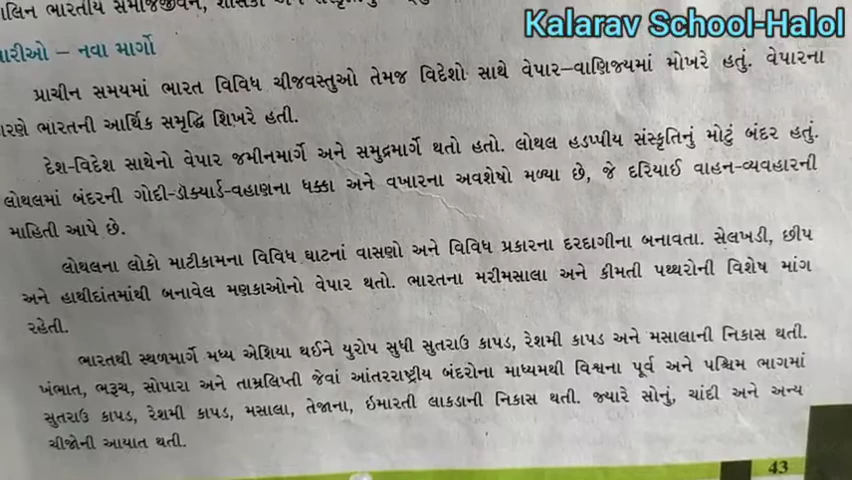 ભારતીય સમાજજીવન,
Kalarav School-Halol
– નવા માર્ગો
પ્રાચીન સમયમાં ભારત વિવિધ ચીજવસ્તુઓ તેમજ વિદેશો સાથે વેપાર-વાણિજ્યમાં મોખરે હતું. વેપારના
ભારતની આર્થિક સમૃદ્ધિ શિખરે હતી.
દેશ-વિદેશ સાથેનો વેપાર જમીનમાર્ગે અને સમુદ્રમાર્ગે થતો હતો. લોથલ હડપ્પીય સંસ્કૃતિનું મોટું બંદર હતું.
લોથલમાં બંદરની ગોદી-ડૉક્યાર્ડ-વહાણના ધક્કા અને વખારના અવશેષો મળ્યા છે, જે દરિયાઈ વાહન-વ્યવહારની
માહિતી આપે છે.
લોથલના લોકો માટીકામના વિવિધ ઘાટનાં વાસણો અને વિવિધ પ્રકારના દરદાગીના બનાવતા. સેલખડી, છીપ
અને હાથીદાંતમાંથી બનાવેલ મણકાઓનો વેપાર થતો. ભારતના મરીમસાલા અને કીમતી પથ્થરોની વિશેષ માંગ
રહેતી.
ભારતથી સ્થળમાર્ગે મધ્ય એશિયા થઈને યુરોપ સુધી સુતરાઉ કાપડ, રેશમી કાપડ અને મસાલાની નિકાસ થતી.
ખંભાત, ભરૂચ, સોપારા અને તામ્રલિપ્તી જેવાં આંતરરાષ્ટ્રીય બંદરોના માધ્યમથી વિશ્વના પૂર્વ અને પશ્ચિમ ભાગમાં
સુતરાઉ કાપડ, રેશમી કાપડ, મસાલા, તેજાના, ઇમારતી લાકડાની નિકાસ થતી. જ્યારે સોનું, ચાંદી અને અન્ય
ચીજોની આયાત થતી.
43